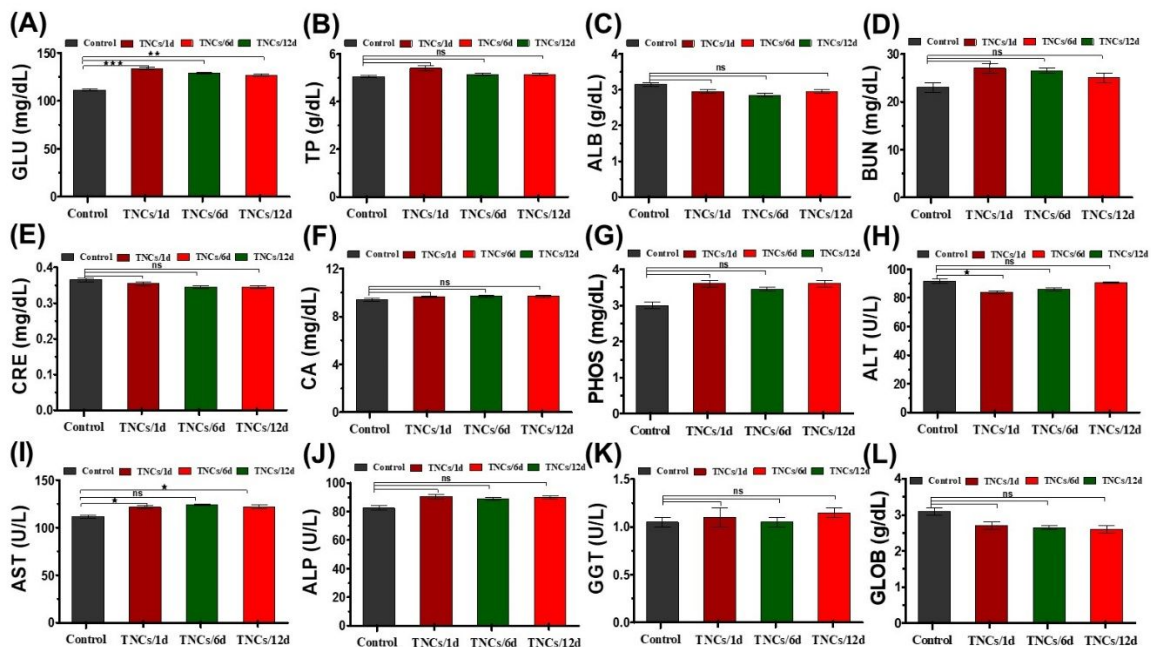 (A)
Control TNCs/1d TNCs/6d TNCs/12d
GLU (mg/dL)
150
100
50
0
**
***
Control TNCs/1d TNCs/6d TNCs/12d
(B)
Control TNCs/1d TNCs/6d TNCs/12d
TP (g/dL)
6
4
2
0
ns
Control TNCs/1d TNCs/6d TNCs/12d
(C)
Control TNCs/1d TNCs/6d TNCs/12d
ALB (g/dL)
4
3
2
1
0
ns
Control TNCs/1d TNCs/6d TNCs/12d
(D)
Control TNCs/1d TNCs/6d TNCs/12d
BUN (mg/dL)
30
20
10
0
ns
Control TNCs/1d TNCs/6d TNCs/12d
(E)
Control TNCs/1d TNCs/6d TNCs/12d
CRE (mg/dL)
0.4
0.3
0.2
0.1
0.0
ns
Control TNCs/1d TNCs/6d TNCs/12d
(F)
Control TNCs/1d TNCs/6d TNCs/12d
CA (mg/dL)
12
9
6
3
0
ns
Control TNCs/1d TNCs/6d TNCs/12d
(G)
Control TNCs/1d TNCs/6d TNCs/12d
PHOS (mg/dL)
4
3
2
1
0
ns
Control TNCs/1d TNCs/6d TNCs/12d
(H)
Control TNCs/1d TNCs/6d TNCs/12d
ALT (U/L)
100
80
60
40
20
0
ns
*
Control TNCs/1d TNCs/6d TNCs/12d
(I)
Control TNCs/1d TNCs/6d TNCs/12d
AST (U/L)
150
100
50
0
*
ns
*
Control TNCs/1d TNCs/6d TNCs/12d
(J)
Control TNCs/1d TNCs/6d TNCs/12d
ALP (U/L)
100
80
60
40
20
0
ns
Control TNCs/1d TNCs/6d TNCs/12d
(K)
Control TNCs/1d TNCs/6d TNCs/12d
GGT (U/L)
1.5
1.0
0.5
0.0
ns
Control TNCs/1d TNCs/6d TNCs/12d
(L)
Control TNCs/1d TNCs/6d TNCs/12d
GLOB (g/dL)
4
3
2
1
0
ns
Control TNCs/1d TNCs/6d TNCs/12d